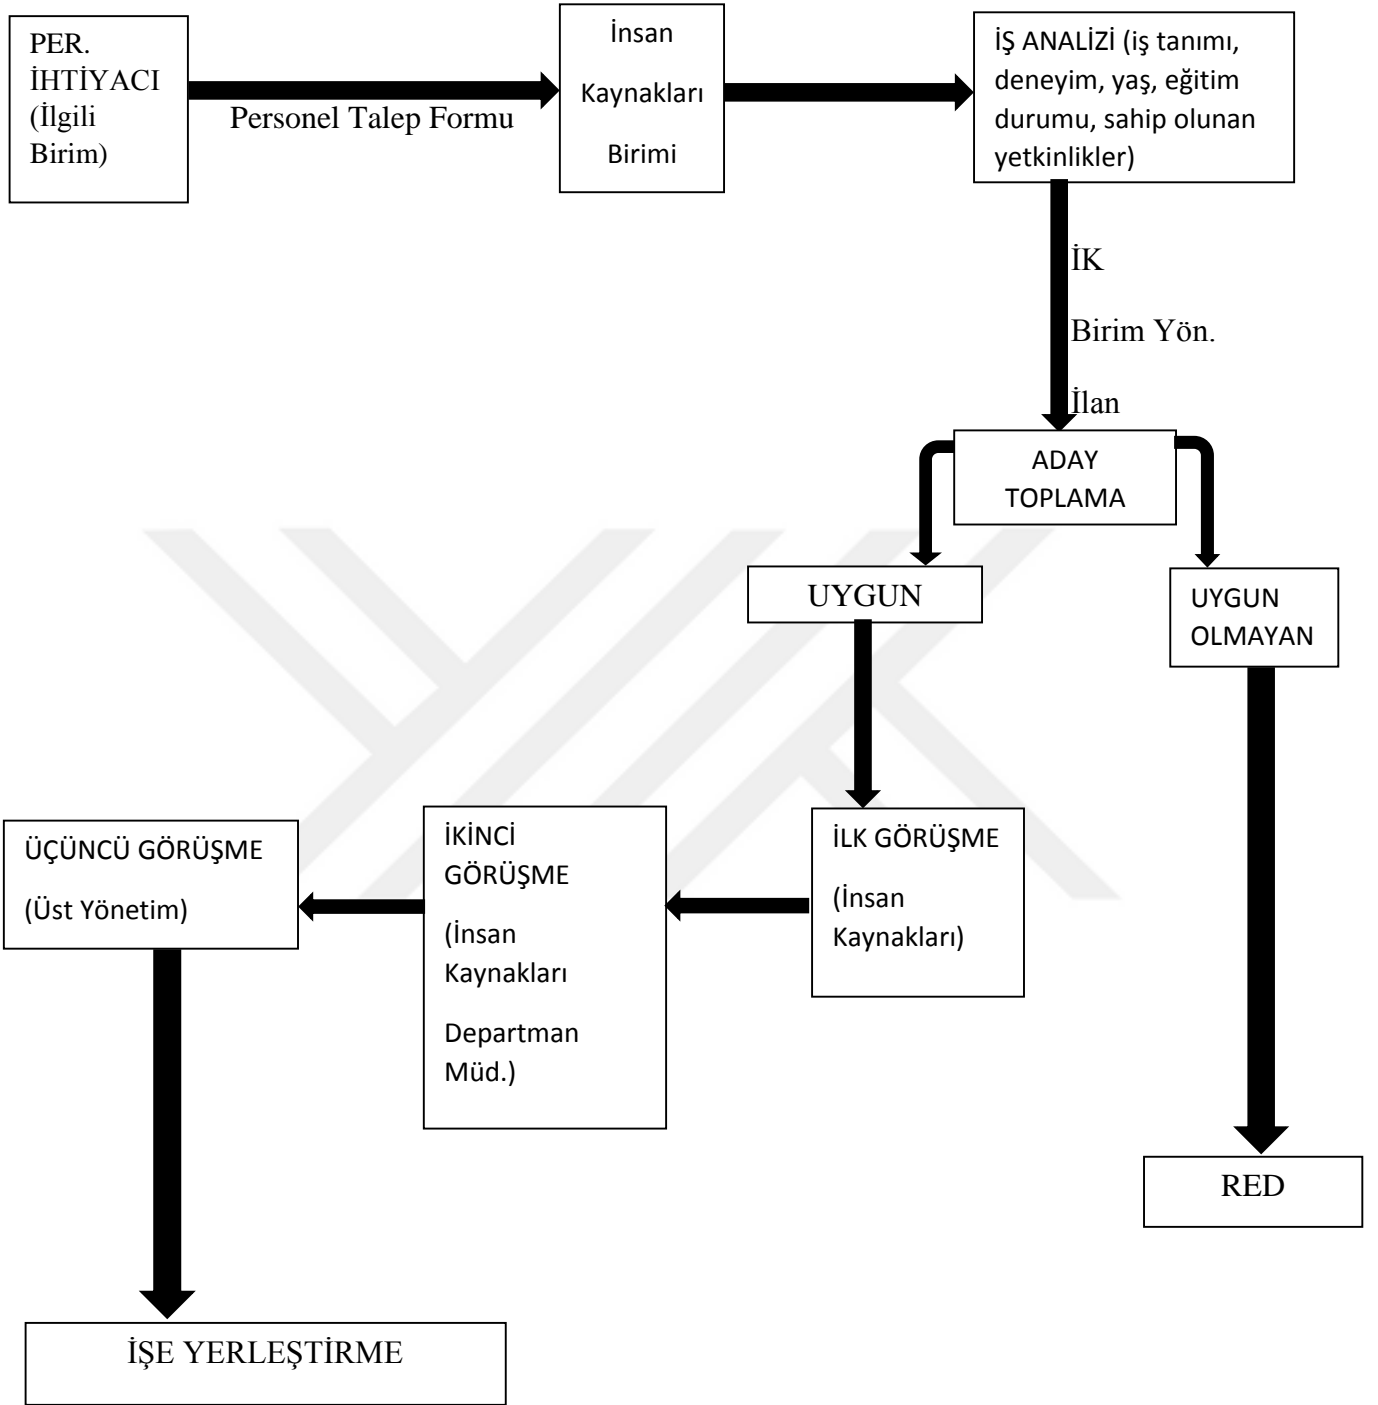 PER.
İHTİYACI
(İlgili
Birim)
Personel Talep Formu
İnsan
Kaynakları
Birimi
İŞ ANALİZİ (iş tanımı,
deneyim, yaş, eğitim
durumu, sahip olunan
yetkinlikler)
İK
Birim Yön.
İlan
ADAY
TOPLAMA
UYGUN
UYGUN
OLMAYAN
İLK GÖRÜŞME
(İnsan
Kaynakları)
İKİNCİ
GÖRÜŞME
(İnsan
Kaynakları
Departman
Müd.)
ÜÇÜNCÜ GÖRÜŞME
(Üst Yönetim)
RED
İŞE YERLEŞTİRME